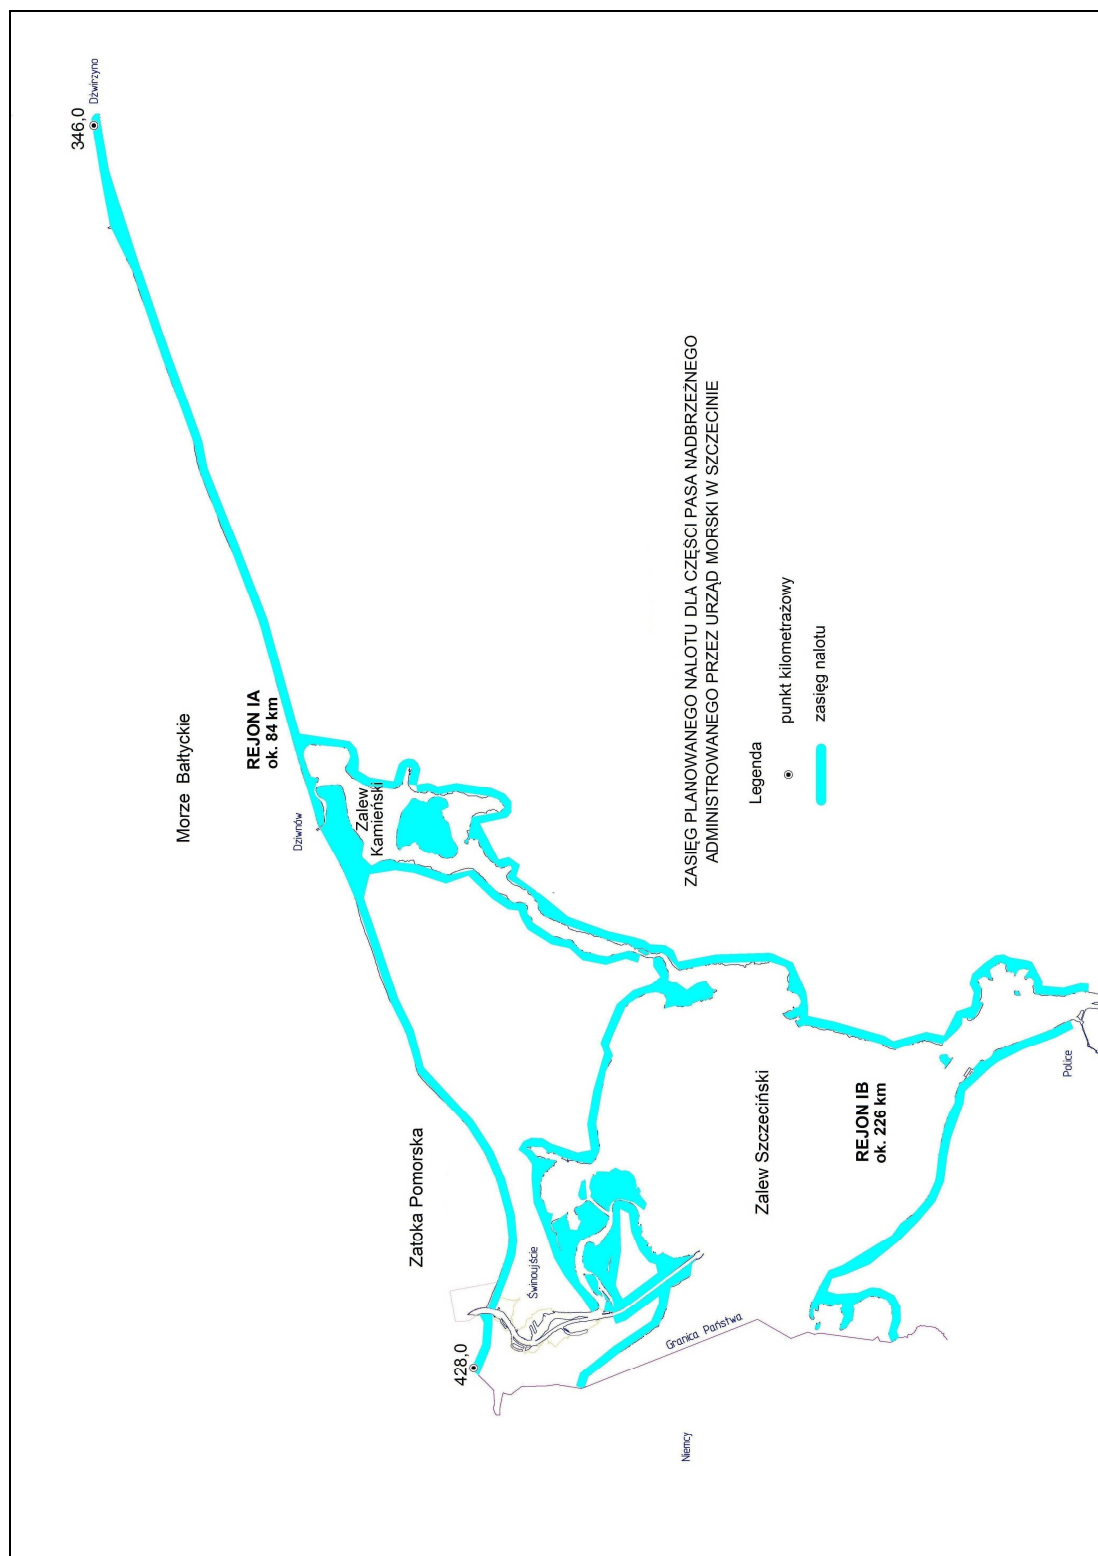 346,0
Dźwirzyno
Morze Bałtyckie
REJON IA
ok. 84 km
Dziwnów
Zalew
Kamieński
ZASIĘG PLANOWANEGO NALOTU DLA CZĘŚCI PASA NADBRZEŻNEGO
ADMINISTROWANEGO PRZEZ URZĄD MORSKI W SZCZECINIE
Legenda
punkt kilometrażowy
zasięg nalotu
Zatoka Pomorska
Świnoujście
Zalew Szczeciński
REJON IB
ok. 226 km
Police
428,0
Granica Państwa
Niemcy